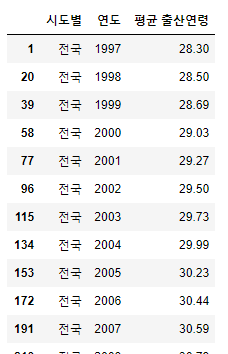 시도별 연도 평균 출산연령
1 전국 1997 28.30
20 전국 1998 28.50
39 전국 1999 28.69
58 전국 2000 29.03
77 전국 2001 29.27
96 전국 2002 29.50
115 전국 2003 29.73
134 전국 2004 29.99
153 전국 2005 30.23
172 전국 2006 30.44
191 전국 2007 30.59